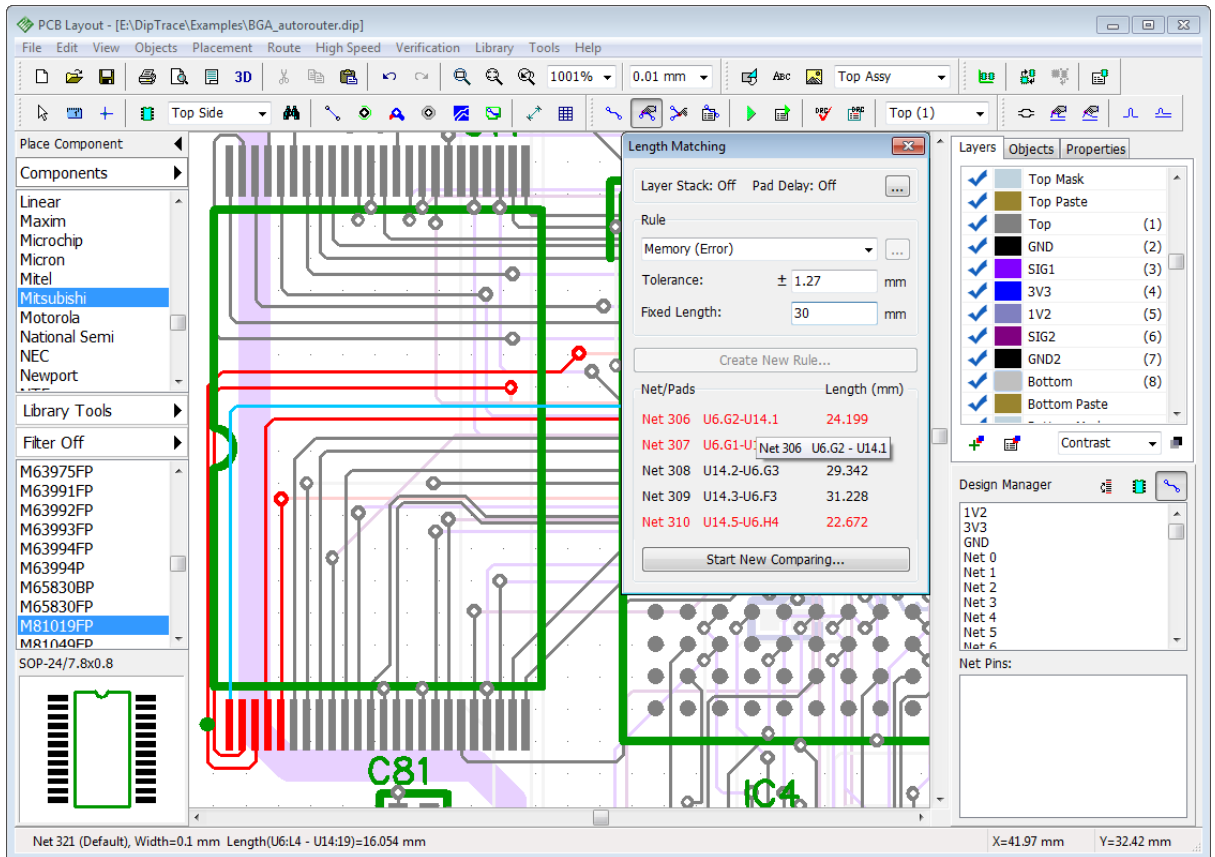 PCB Layout - [E:\DipTrace\Examples\BGA_autorouter.dip]
File Edit View Objects Placement Route High Speed Verification Library Tools Help
3D 1001% 0.01 mm ABC Top Assy
Top Side DRC DRC Top (1)
Place Component
Components
Linear
Maxim
Microchip
Micron
Mitel
Mitsubishi
Motorola
National Semi
NEC
Newport
Library Tools
Filter Off
M63975FP
M63991FP
M63992FP
M63993FP
M63994FP
M63994P
M65830BP
M65830FP
M81019FP
M81049FP
SOP-24/7.8x0.8
C81
IC4
Length Matching
Layer Stack: Off Pad Delay: Off ...
Rule
Memory (Error) ...
Tolerance: ± 1.27 mm
Fixed Length: 30 mm
Create New Rule...
Net/Pads Length (mm)
Net 306 U6.G2-U14.1 24.199
Net 307 U6.G1-U1
Net 306 U6.G2 - U14.1
Net 308 U14.2-U6.G3 29.342
Net 309 U14.3-U6.F3 31.228
Net 310 U14.5-U6.H4 22.672
Start New Comparing...
Layers Objects Properties
Top Mask
Top Paste
Top (1)
GND (2)
SIG1 (3)
3V3 (4)
1V2 (5)
SIG2 (6)
GND2 (7)
Bottom (8)
Bottom Paste
Contrast
Design Manager
1V2
3V3
GND
Net 0
Net 1
Net 2
Net 3
Net 4
Net 5
Net 6
Net Pins:
Net 321 (Default), Width=0.1 mm Length(U6:L4 - U14:19)=16.054 mm X=41.97 mm Y=32.42 mm